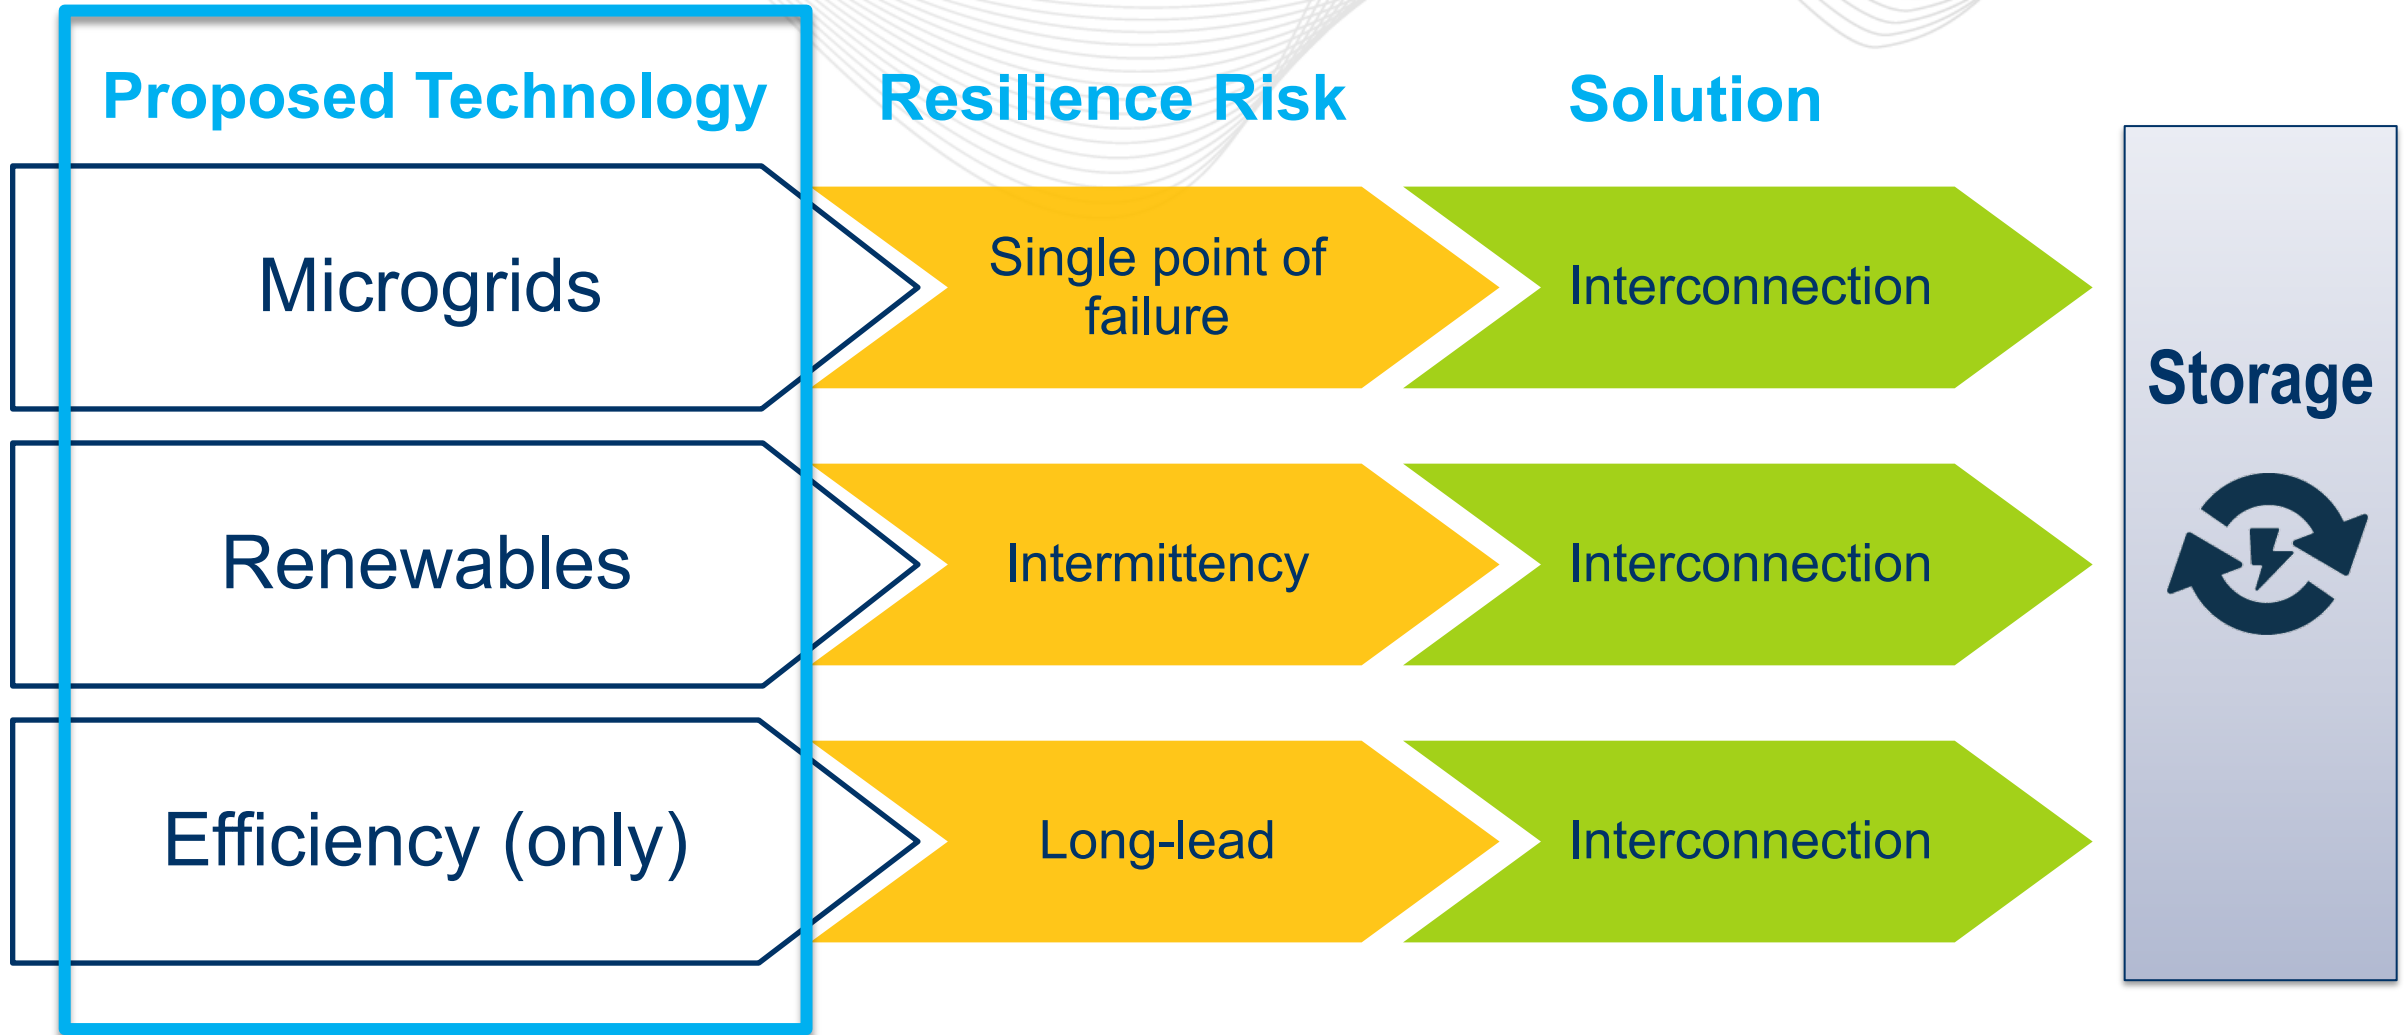 Proposed Technology
Resilience Risk
Solution
Microgrids
Single point of
failure
Interconnection
Renewables
Intermittency
Interconnection
Efficiency (only)
Long-lead
Interconnection
Storage